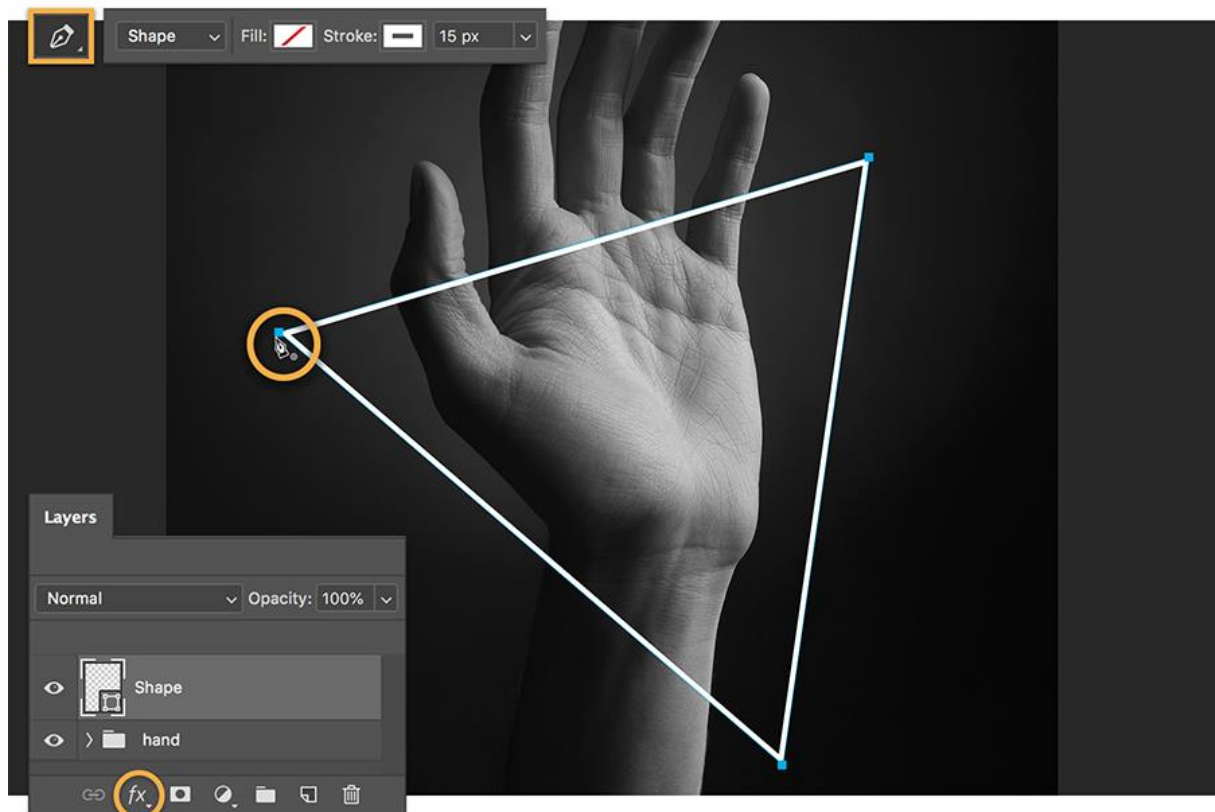 Shape Fill: Stroke: 15 px
Layers
Normal Opacity: 100%
Shape
hand
fx